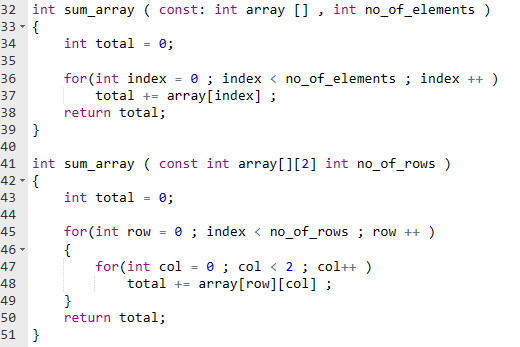 32 int sum_array ( const: int array [] , int no_of_elements )
33 {
34     int total = 0;
35
36     for(int index = 0 ; index < no_of_elements ; index ++ )
37         total += array[index] ;
38     return total;
39 }
40
41 int sum_array ( const int array[][2] int no_of_rows )
42 {
43     int total = 0;
44
45     for(int row = 0 ; index < no_of_rows ; row ++ )
46     {
47         for(int col = 0 ; col < 2 ; col++ )
48             total += array[row][col] ;
49     }
50     return total;
51 }